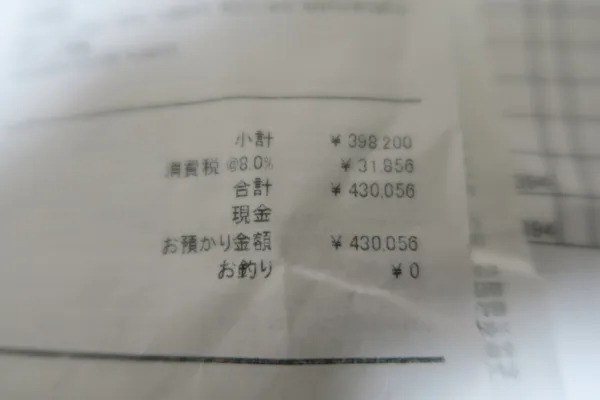 小計 ¥ 398,200
消費税 @8.0% ¥ 31,856
合計 ¥ 430,056
現金
お預かり金額 ¥ 430,056
お釣り ¥ 0